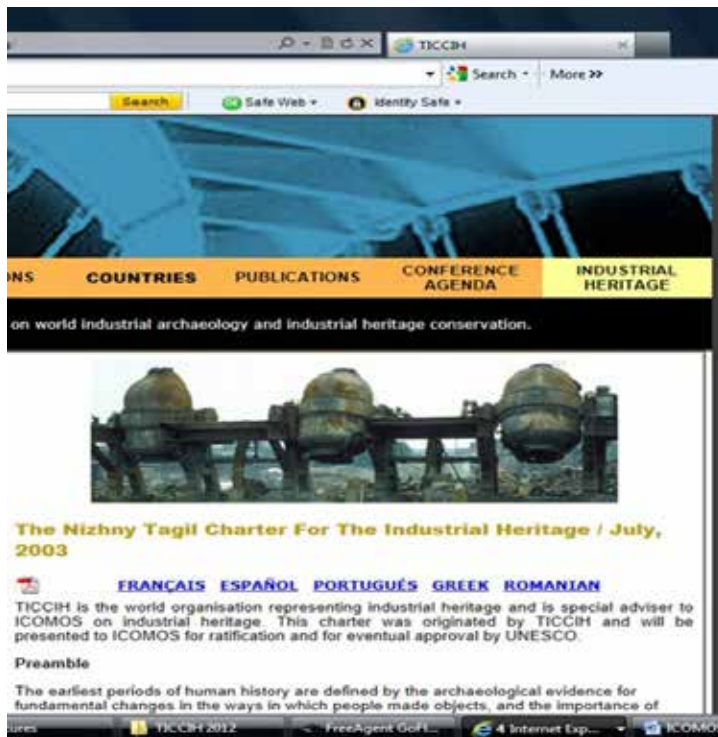 TICCIH
Search
More >>
Search
Safe Web
Identity Safe
NS
COUNTRIES
PUBLICATIONS
CONFERENCE
AGENDA
INDUSTRIAL
HERITAGE
on world industrial archaeology and industrial heritage conservation.
The Nizhny Tagil Charter For The Industrial Heritage / July,
2003
FRANÇAIS ESPAÑOL PORTUGUÉS GREEK ROMANIAN
TICCIH is the world organisation representing industrial heritage and is special adviser to
ICOMOS on industrial heritage. This charter was originated by TICCIH and will be
presented to ICOMOS for ratification and for eventual approval by UNESCO.
Preamble
The earliest periods of human history are defined by the archaeological evidence for
fundamental changes in the ways in which people made objects, and the importance of
tures
TICCIH 2012
FreeAgent GoFl...
4 Internet Exp...
ICOMO